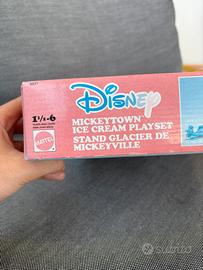 Disney
1½-6
MICKEYTOWN
ICE CREAM PLAYSET
STAND GLACIER DE
MICKEYVILLE
MATTEL
subito